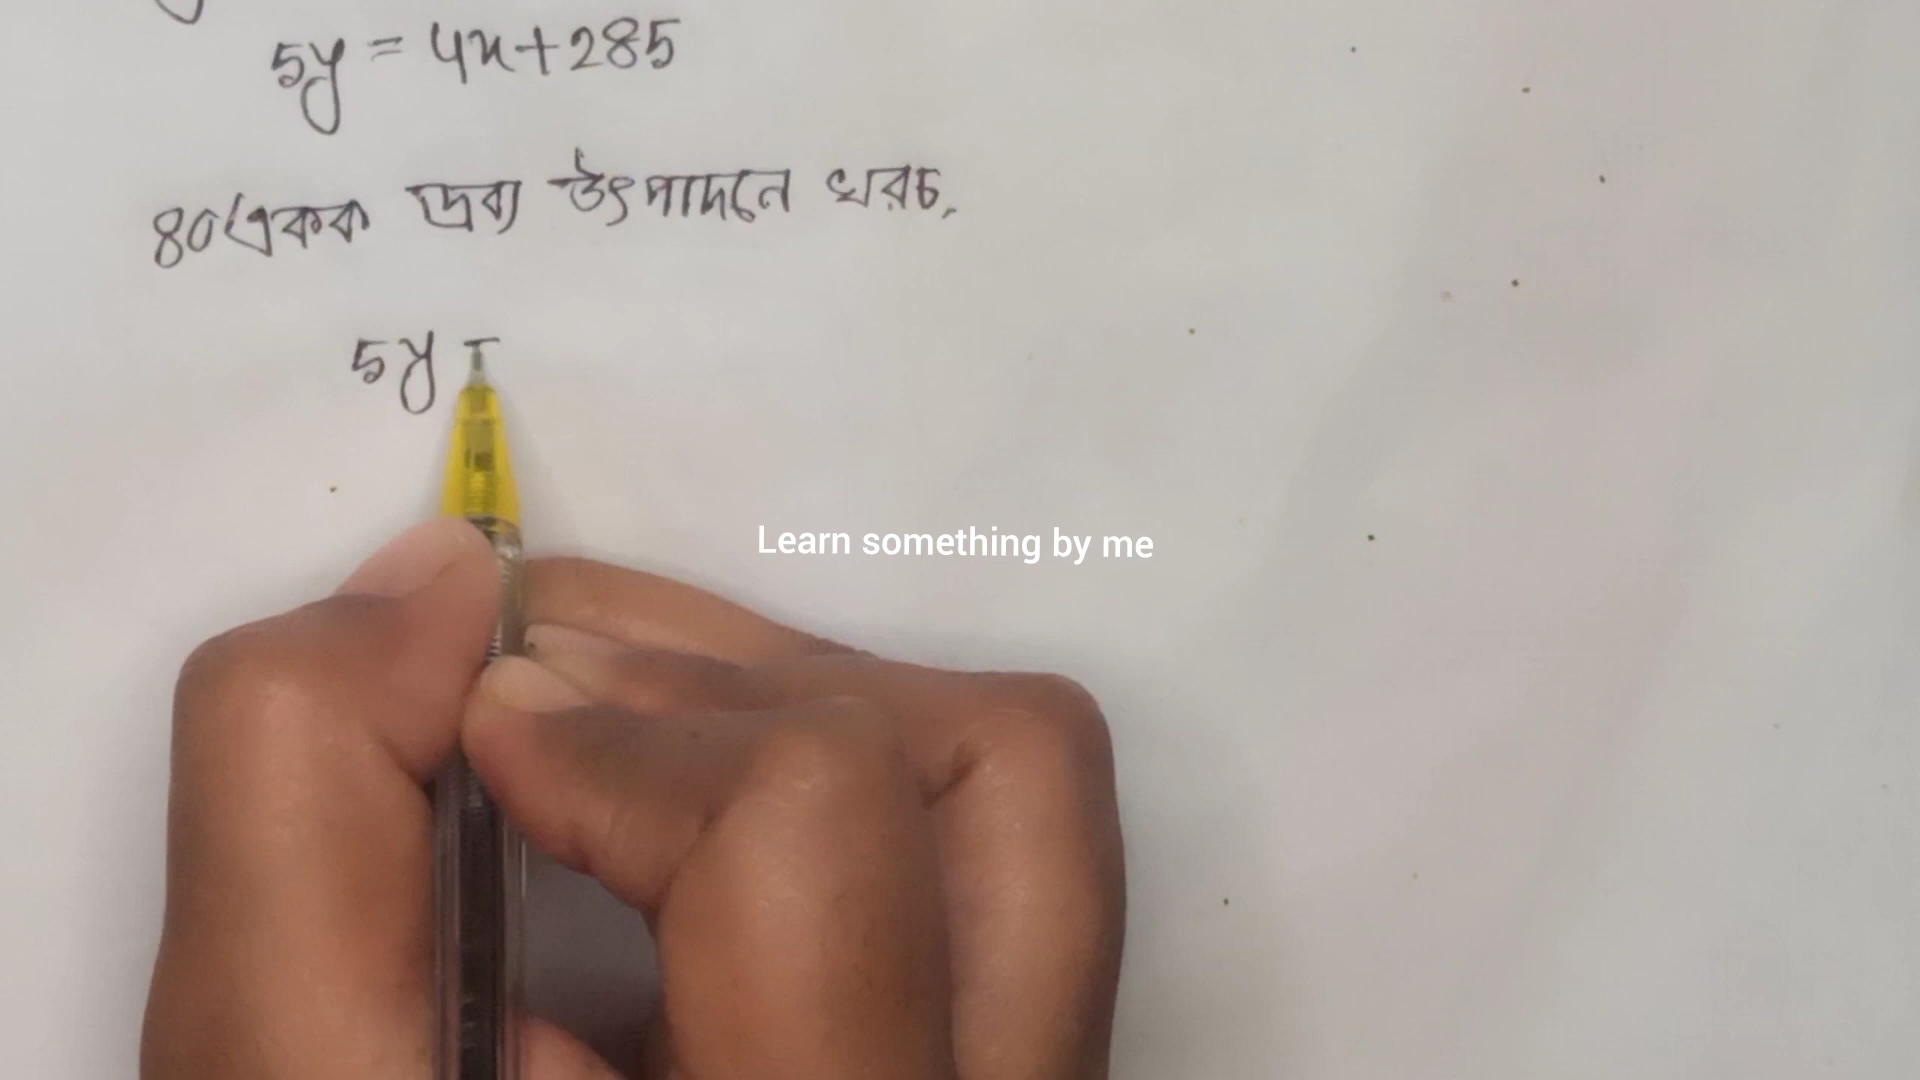 5y = 4x+285
80 একক দ্রব্য উৎপাদনে খরচ,
5y =
Learn something by me